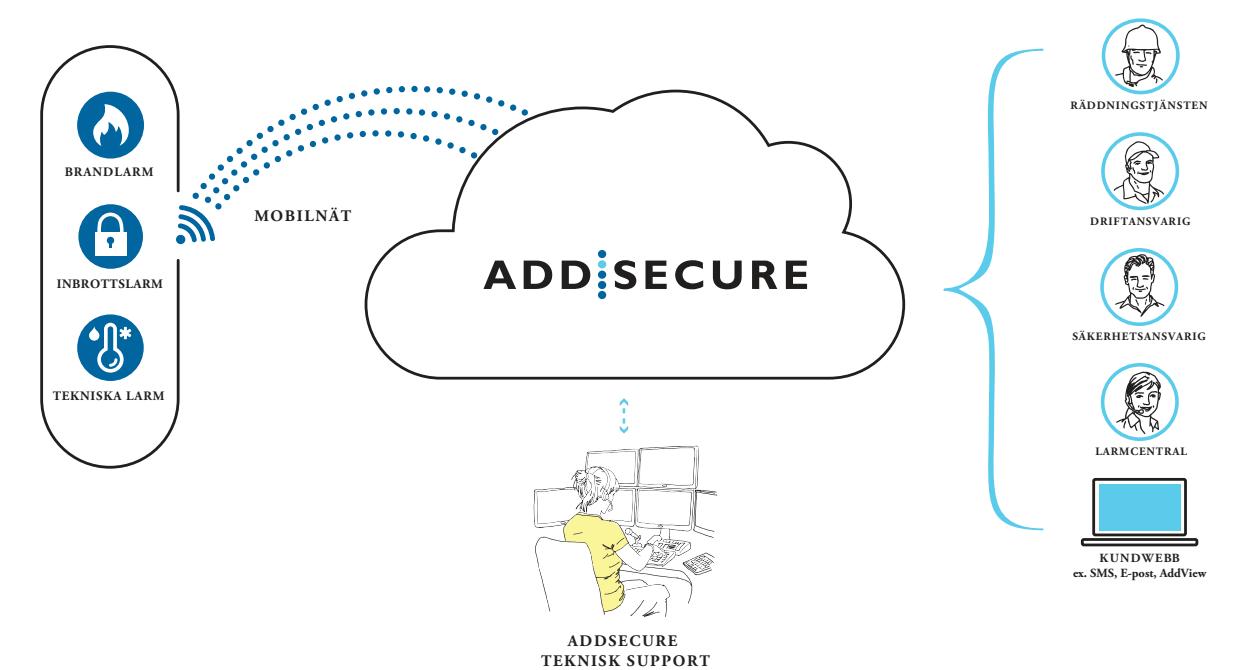 BRANDLARM
INBROTTSLARM
TEKNISKA LARM
MOBILNÄT
ADDSECURE
ADDSECURE
TEKNISK SUPPORT
RÄDDNINGSTJÄNSTEN
DRIFTANSVARIG
SÄKERHETSANSVARIG
LARMCENTRAL
KUNDWEBB
ex. SMS, E-post, AddView